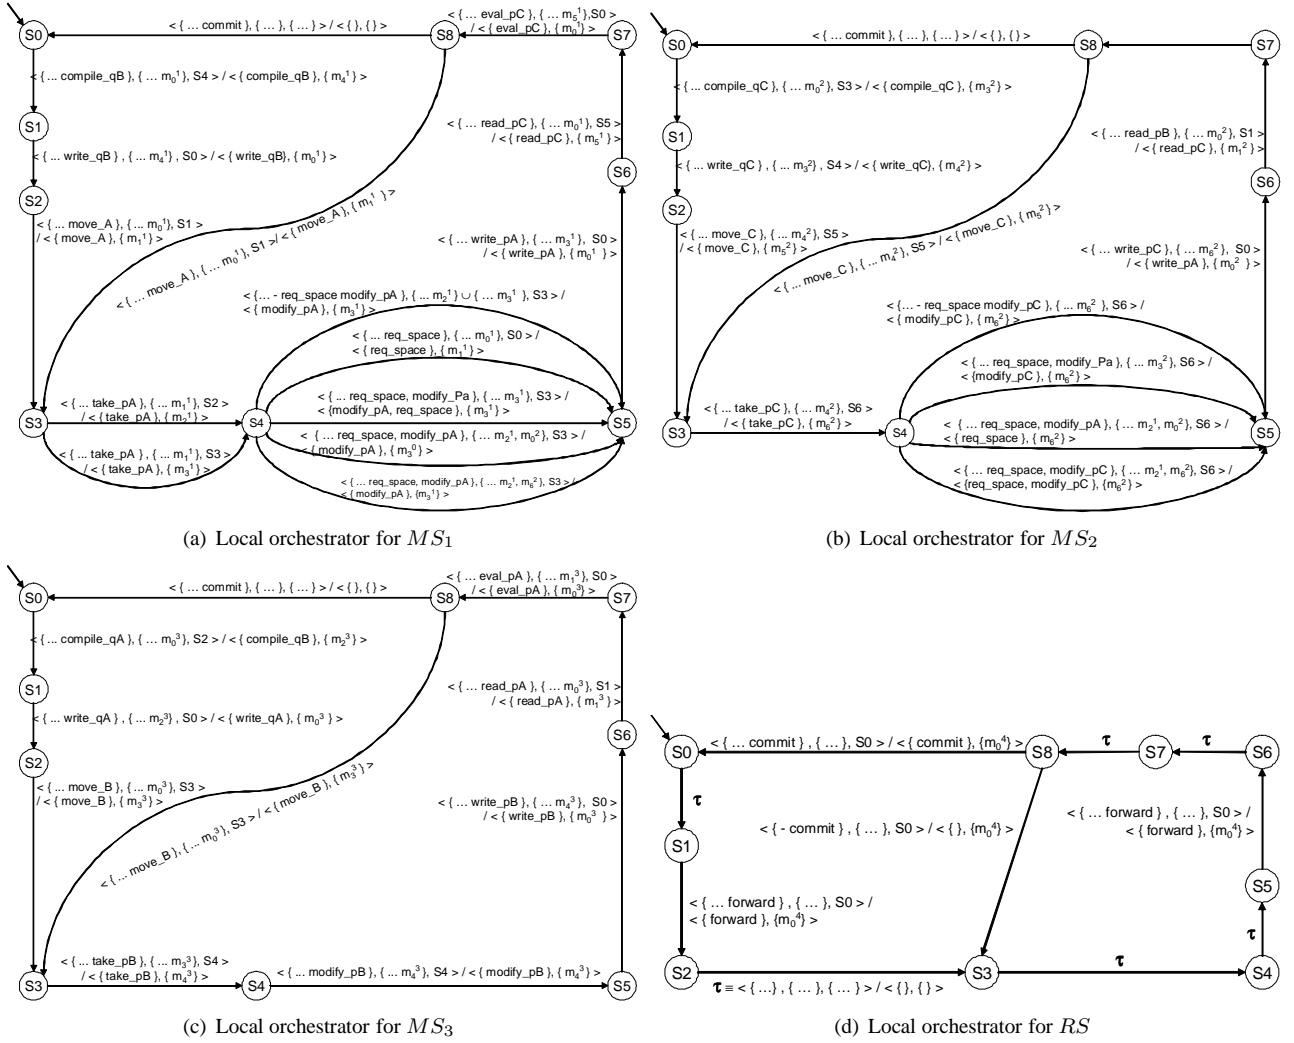 S0
< { ... commit }, { ... }, { ... } > / < { }, { } >
S8
< { ... eval_pC }, { ... m₅¹},S0 >
/ < { eval_pC }, { m₀¹} >
S7
< { ... compile_qB }, { ... m₀¹}, S4 > / < { compile_qB }, { m₄¹} >
S1
< { ... write_qB } , { ... m₄¹} , S0 > / < { write_qB}, { m₀¹} >
< { ... read_pC }, { ... m₀¹}, S5 >
/ < { read_pC }, { m₅¹ } >
S6
S2
< { ... move_A }, { ... m₀¹}, S1 >
/ < { move_A }, { m₁¹} >
< { ... move_A }, { ... m₀¹}, S1 > / < { move_A }, { m₁¹ } >
< { ... write_pA }, { ... m₃¹}, S0 >
/ < { write_pA }, { m₀¹ } >
< {... - req_space modify_pA }, { ... m₂¹} ∪ { ... m₃¹ }, S3 > /
< { modify_pA }, { m₃¹} >
< { ... req_space }, { ... m₀¹}, S0 > /
< { req_space }, { m₁¹} >
< { ... req_space, modify_Pa }, { ... m₃¹}, S3 > /
< {modify_pA, req_space }, { m₃¹} >
S3
< { ... take_pA }, { ... m₁¹}, S2 >
/ < { take_pA }, { m₂¹} >
S4
S5
< { ... take_pA }, { ... m₁¹}, S3 >
/ < { take_pA }, { m₃¹} >
< { ... req_space, modify_pA }, { ... m₂¹, m₀²}, S3 > /
< { modify_pA }, { m₃⁰} >
< { ... req_space, modify_pA }, { ... m₂¹, m₆²}, S3 > /
< { modify_pA }, {m₃¹} >
(a) Local orchestrator for MS₁
S0
< { ... commit }, { ... }, { ... } > / < { }, { } >
S8
S7
< { ... compile_qC }, { ... m₀²}, S3 > / < { compile_qC }, { m₃²} >
S1
< { ... write_qC } , { ... m₃²} , S4 > / < { write_qC}, { m₄²} >
< { ... read_pB }, { ... m₀²}, S1 >
/ < { read_pC }, { m₁² } >
S6
S2
< { ... move_C }, { ... m₄²}, S5 >
/ < { move_C }, { m₅²} >
< { ... move_C }, { ... m₄²}, S5 > / < { move_C }, { m₅²} >
< { ... write_pC }, { ... m₆²}, S0 >
/ < { write_pA }, { m₀² } >
< { ... - req_space modify_pC }, { ... m₆² }, S6 > /
< { modify_pC }, { m₆²} >
< { ... req_space, modify_Pa }, { ... m₃²}, S6 > /
< {modify_pC }, { m₆²} >
S3
< { ... take_pC }, { ... m₄²}, S6 >
/ < { take_pC }, { m₆²} >
S4
< { ... req_space, modify_pA }, { ... m₂¹, m₀²}, S6 > /
< { req_space }, { m₆²} >
S5
< { ... req_space, modify_pC }, { ... m₂¹, m₆²}, S6 > /
< {req_space, modify_pC }, {m₆²} >
(b) Local orchestrator for MS₂
S0
< { ... commit }, { ... }, { ... } > / < { }, { } >
S8
< { ... eval_pA }, { ... m₁³}, S0 >
/ < { eval_pA }, { m₀³} >
S7
< { ... compile_qA }, { ... m₀³}, S2 > / < { compile_qB }, { m₂³} >
S1
< { ... write_qA } , { ... m₂³} , S0 > / < { write_qA}, { m₀³ } >
< { ... read_pA }, { ... m₀³}, S1 >
/ < { read_pA }, { m₁³ } >
S6
S2
< { ... move_B }, { ... m₀³}, S3 >
/ < { move_B }, { m₃³} >
< { ... move_B }, { ... m₀³}, S3 > / < { move_B }, { m₃³} >
< { ... write_pB }, { ... m₄³}, S0 >
/ < { write_pB }, { m₀³ } >
S3
< { ... take_pB }, { ... m₃³}, S4 >
/ < { take_pB }, { m₄³} >
S4
< { ... modify_pB }, { ... m₄³}, S4 > / < { modify_pB }, { m₄³} >
S5
(c) Local orchestrator for MS₃
S0
< { ... commit } , { ... }, S0 > / < { commit }, {m₀⁴} >
S8
τ
S7
τ
S6
τ
S1
< { - commit } , { ... }, S0 > / < { }, {m₀⁴} >
< { ... forward } , { ... }, S0 > /
< { forward }, {m₀⁴} >
S5
< { ... forward } , { ... }, S0 > /
< { forward }, {m₀⁴} >
τ
S2
τ ≡ < { ...} , { ... }, { ... } > / < { }, { } >
S3
τ
S4
(d) Local orchestrator for RS